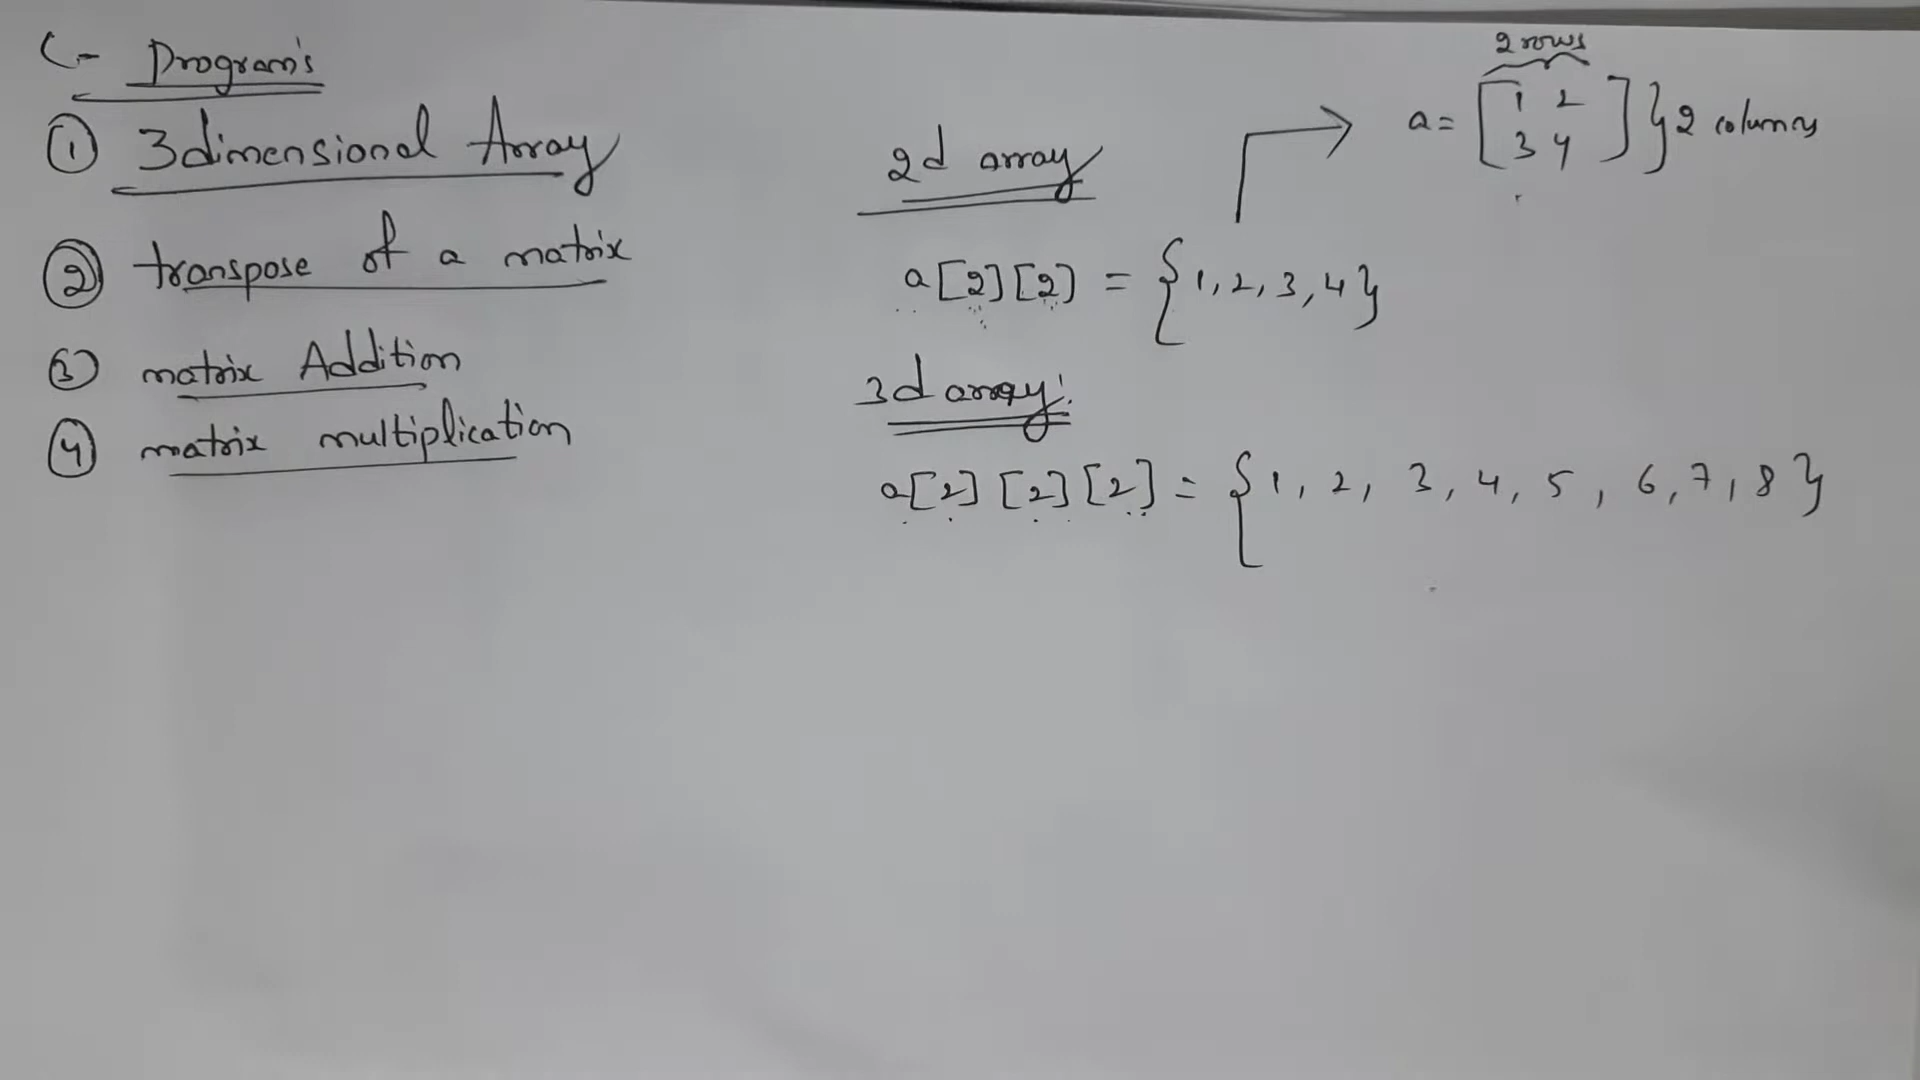 C- Program's
① 3dimensional Array
② transpose of a matrix
③ matrix Addition
④ matrix multiplication
2d array
a[2][2] = {1,2,3,4}
2 rows
a= [1 2
3 4] } 2 columns
3d array:
a[2][2][2] = {1, 2, 3, 4, 5, 6, 7, 8}